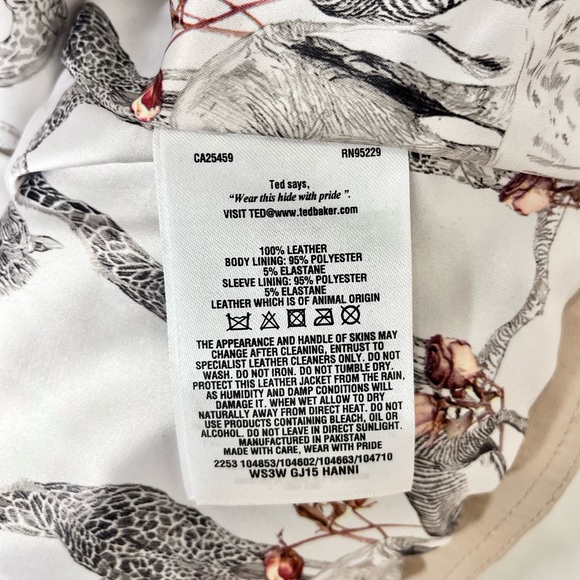 CA25459 RN95229
Ted says,
"Wear this hide with pride".
VISIT TED@www.tedbaker.com
100% LEATHER
BODY LINING: 95% POLYESTER
5% ELASTANE
SLEEVE LINING: 95% POLYESTER
5% ELASTANE
LEATHER WHICH IS OF ANIMAL ORIGIN
THE APPEARANCE AND HANDLE OF SKINS MAY
CHANGE AFTER CLEANING, ENTRUST TO
SPECIALIST LEATHER CLEANERS ONLY. DO NOT
WASH. DO NOT IRON. DO NOT TUMBLE DRY.
PROTECT THIS LEATHER JACKET FROM THE RAIN,
AS HUMIDITY AND DAMP CONDITIONS WILL
DAMAGE IT. WHEN WET ALLOW TO DRY
NATURALLY AWAY FROM DIRECT HEAT. DO NOT
USE PRODUCTS CONTAINING BLEACH, OIL OR
ALCOHOL. DO NOT LEAVE IN DIRECT SUNLIGHT.
MANUFACTURED IN PAKISTAN
MADE WITH CARE, WEAR WITH PRIDE
2253 104853/104602/104663/104710
WS3W GJ15 HANNI